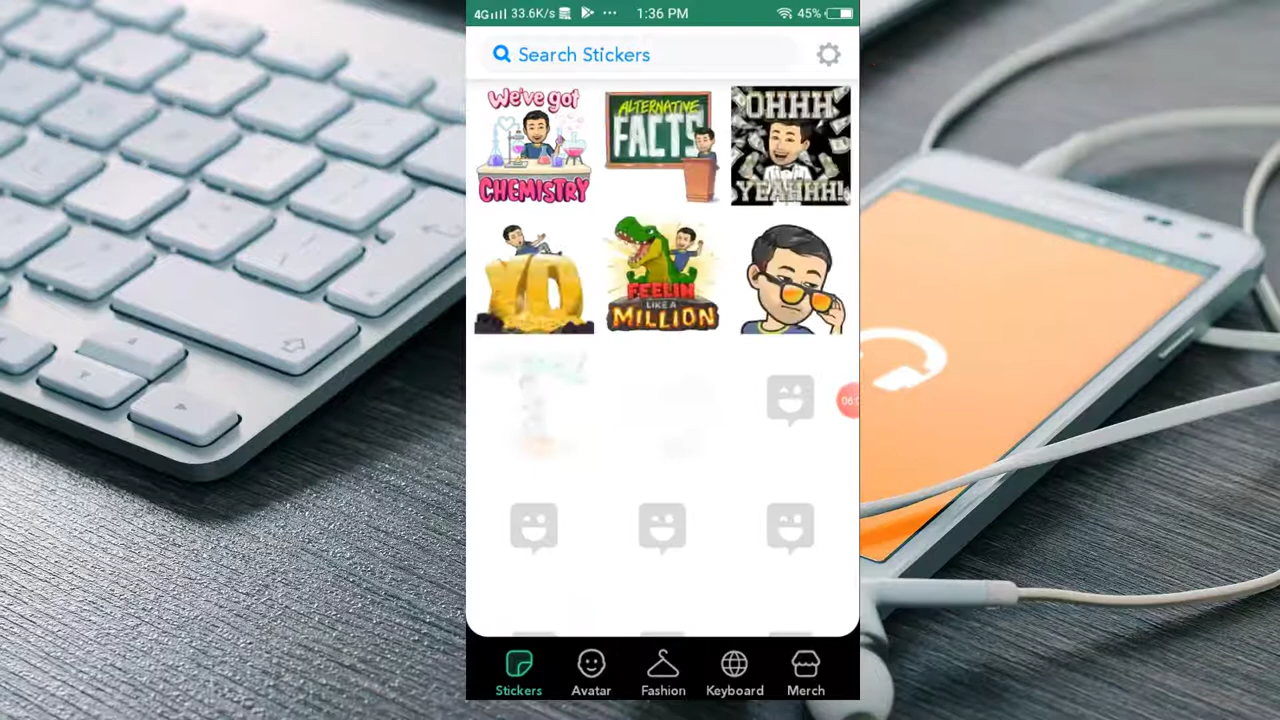 4G 33.6K/s ... 1:36 PM 45%
Search Stickers
We've got
CHEMISTRY
ALTERNATIVE
FACTS
OHHH
YEAHHH!
YO
FEELIN
LIKE A
MILLION
Stickers Avatar Fashion Keyboard Merch